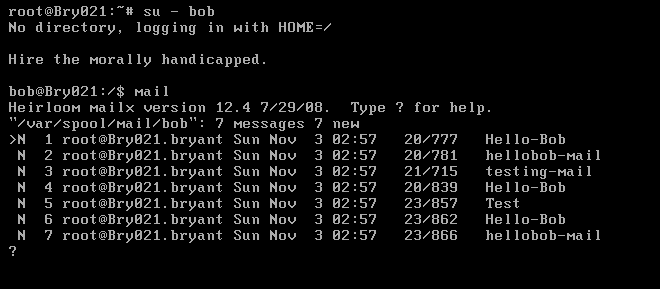 root@Bry021:~# su - bob
No directory, logging in with HOME=/
Hire the morally handicapped.
bob@Bry021:/$ mail
Heirloom mailx version 12.4 7/29/08.  Type ? for help.
"/var/spool/mail/bob": 7 messages 7 new
>N  1 root@Bry021.bryant Sun Nov  3 02:57   20/777   Hello-Bob
 N  2 root@Bry021.bryant Sun Nov  3 02:57   20/781   hellobob-mail
 N  3 root@Bry021.bryant Sun Nov  3 02:57   21/715   testing-mail
 N  4 root@Bry021.bryant Sun Nov  3 02:57   20/839   Hello-Bob
 N  5 root@Bry021.bryant Sun Nov  3 02:57   23/857   Test
 N  6 root@Bry021.bryant Sun Nov  3 02:57   23/862   Hello-Bob
 N  7 root@Bry021.bryant Sun Nov  3 02:57   23/866   hellobob-mail
?